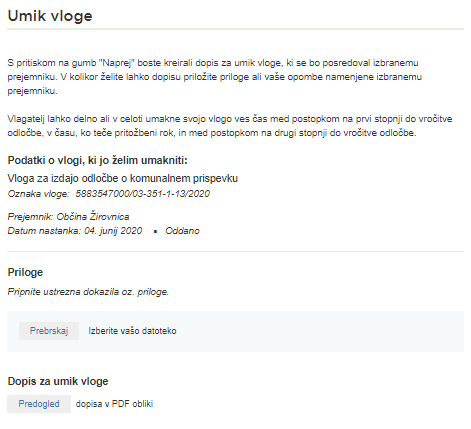 Umik vloge
S pritiskom na gumb "Naprej" boste kreirali dopis za umik vloge, ki se bo posredoval izbranemu
prejemniku. V kolikor želite lahko dopisu priložite priloge ali vaše opombe namenjene izbranemu
prejemniku.
Vlagatelj lahko delno ali v celoti umakne svojo vlogo ves čas med postopkom na prvi stopnji do vročitve
odločbe, v času, ko teče pritožbeni rok, in med postopkom na drugi stopnji do vročitve odločbe.
Podatki o vlogi, ki jo želim umakniti:
Vloga za izdajo odločbe o komunalnem prispevku
Oznaka vloge: 5883547000/03-351-1-13/2020
Prejemnik: Občina Žirovnica
Datum nastanka: 04. junij 2020 • Oddano
Priloge
Pripnite ustrezna dokazila oz. priloge.
Prebrskaj Izberite vašo datoteko
Dopis za umik vloge
Predogled dopisa v PDF obliki